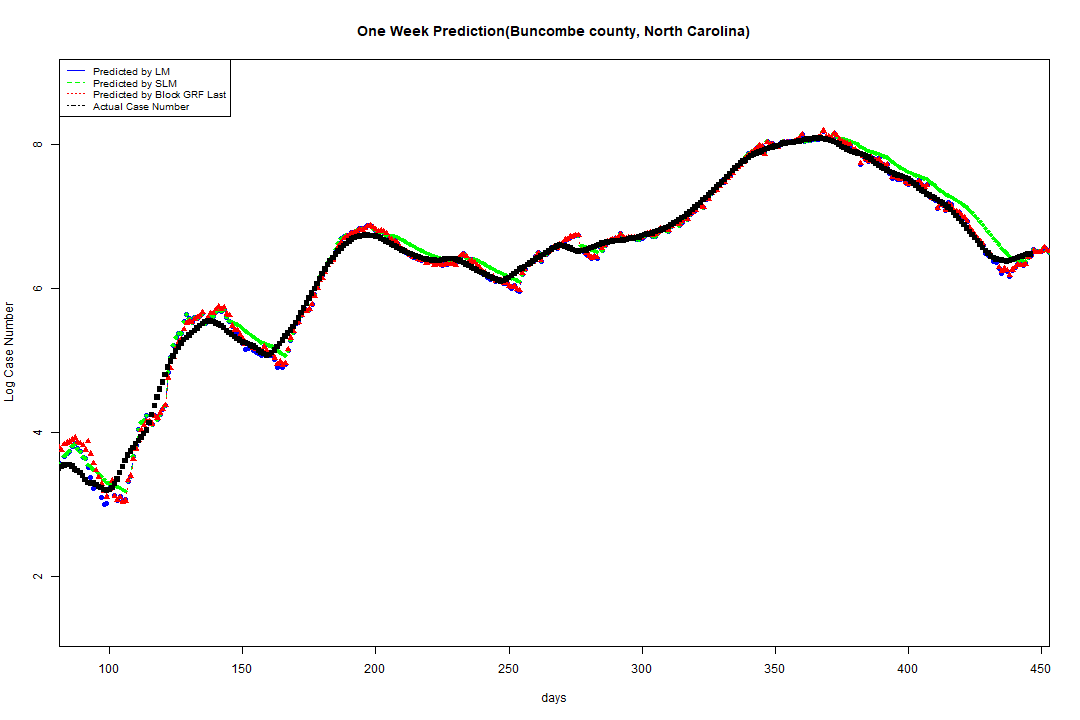 One Week Prediction(Buncombe county, North Carolina)
Predicted by LM
Predicted by SLM
Predicted by Block GRF Last
Actual Case Number
8
6
4
2
Log Case Number
100 150 200 250 300 350 400 450
days